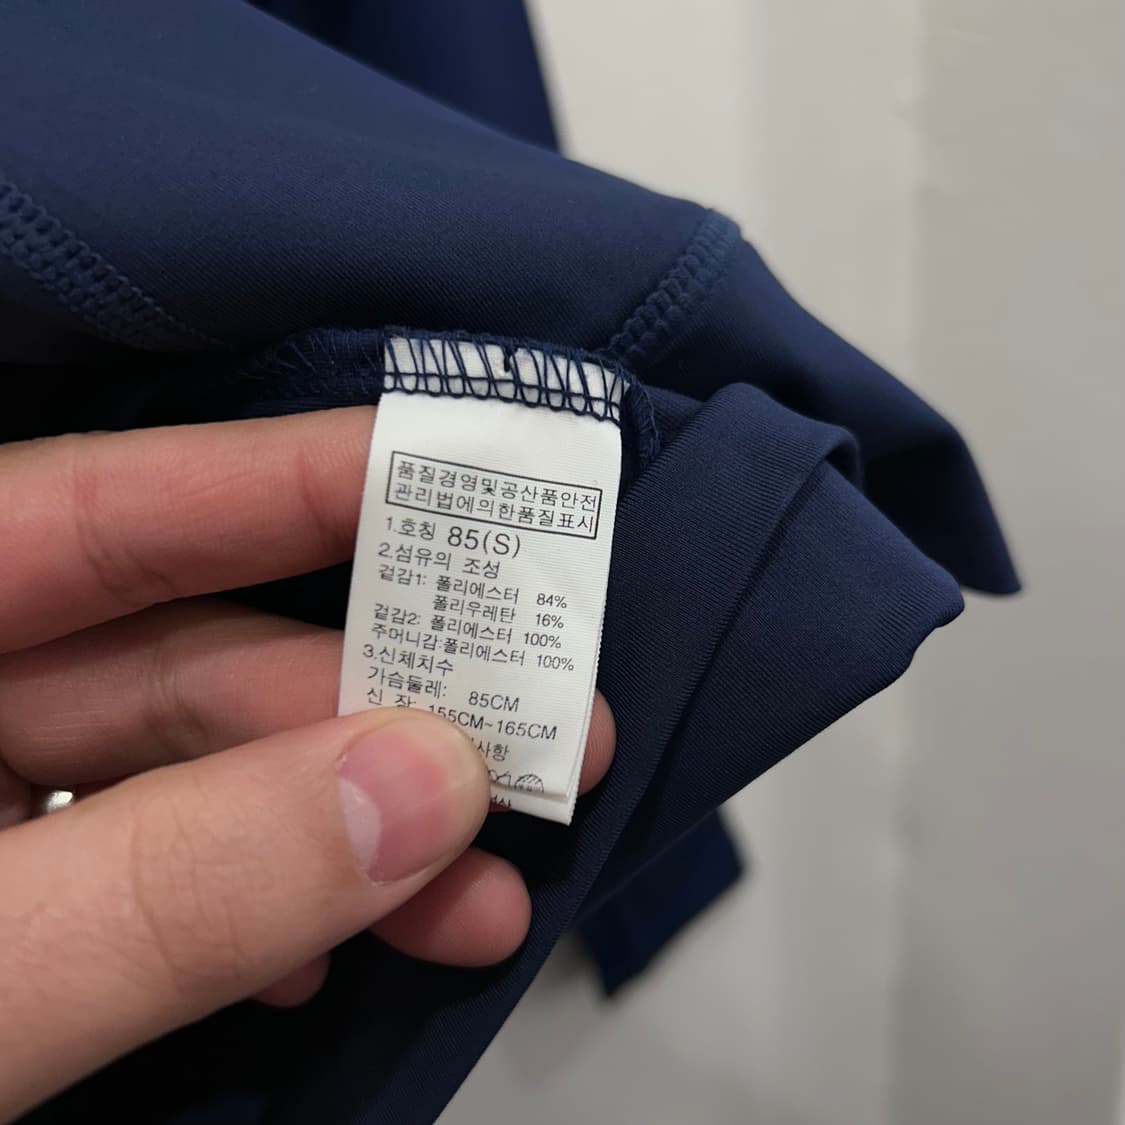 품질경영및공산품안전
관리법에의한품질표시
1.호칭 85(S)
2.섬유의 조성
겉감1: 폴리에스터 84%
폴리우레탄 16%
겉감2: 폴리에스터 100%
주머니감:폴리에스터 100%
3.신체치수
가슴둘레: 85CM
신 장: 155CM~165CM
사항